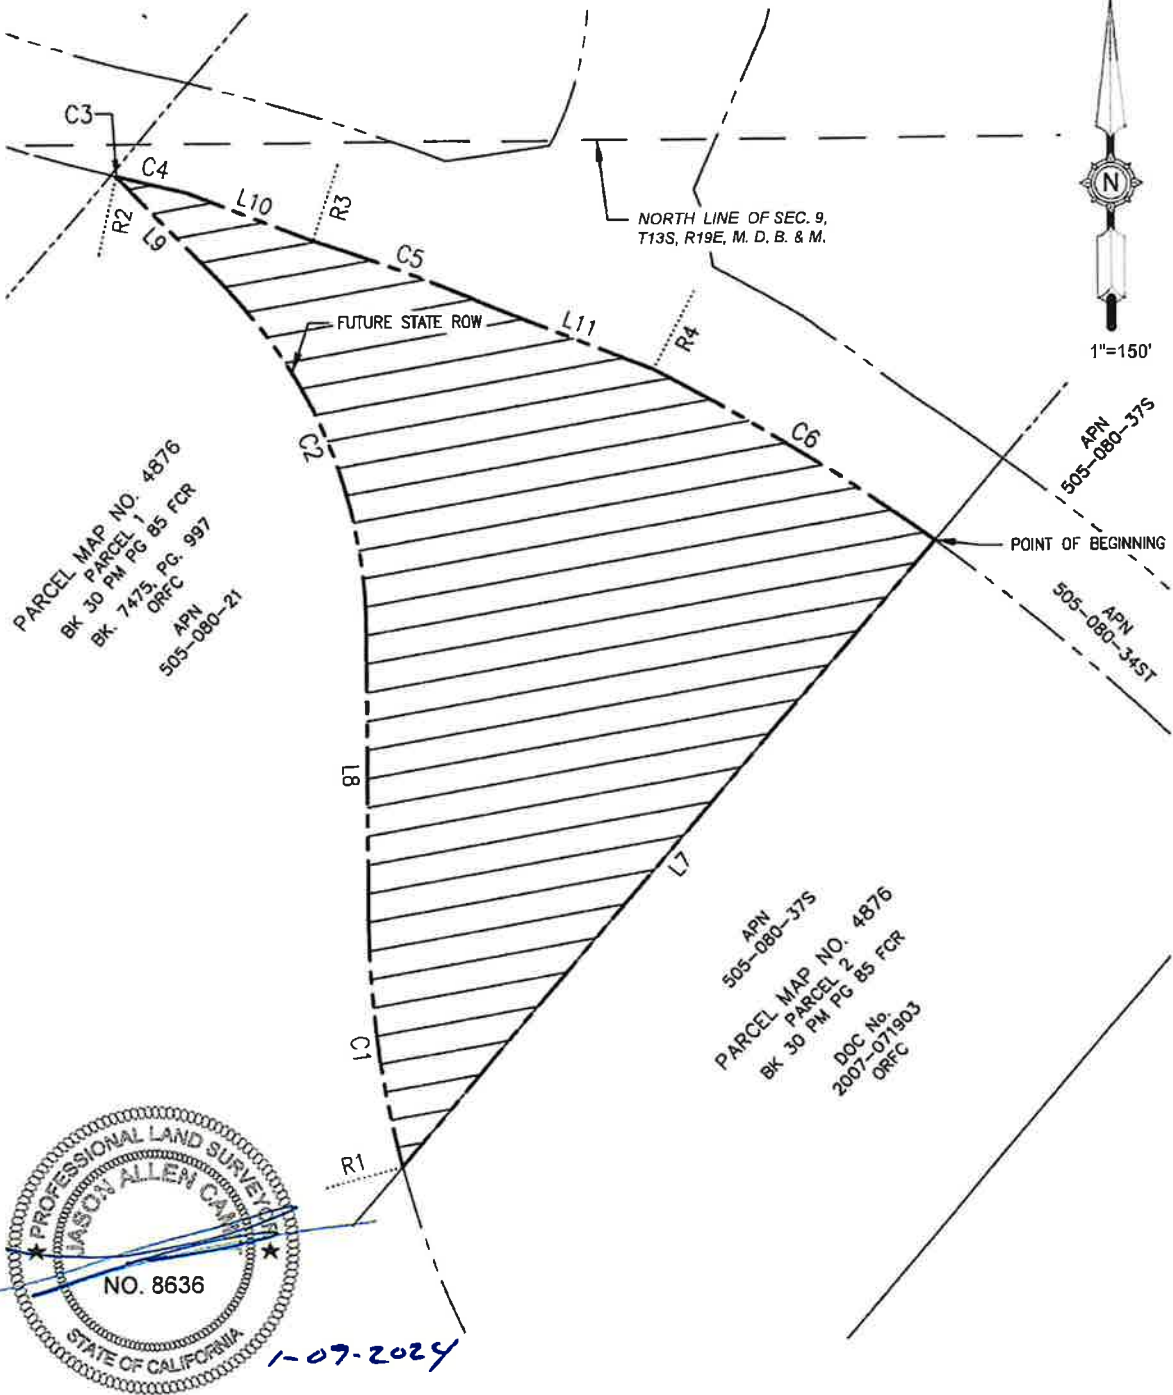 C3
C4
L10
R3
R2
L9
C5
NORTH LINE OF SEC. 9,
T13S, R19E, M. D. B. & M.
N
1"=150'
FUTURE STATE ROW
L11
R4
C2
C6
APN
505-080-37S
POINT OF BEGINNING
APN
505-080-34ST
PARCEL MAP NO. 4876
PARCEL 1
BK 30 PM PG 85 FCR
BK. 7475, PG. 997
ORFC
APN
505-080-21
L8
L7
APN
505-080-37S
PARCEL MAP NO. 4876
PARCEL 2
BK 30 PM PG 85 FCR
DOC No.
2007-071903
ORFC
C1
R1
PROFESSIONAL LAND SURVEYOR
JASON ALLEN
NO. 8636
STATE OF CALIFORNIA
1-09-2024